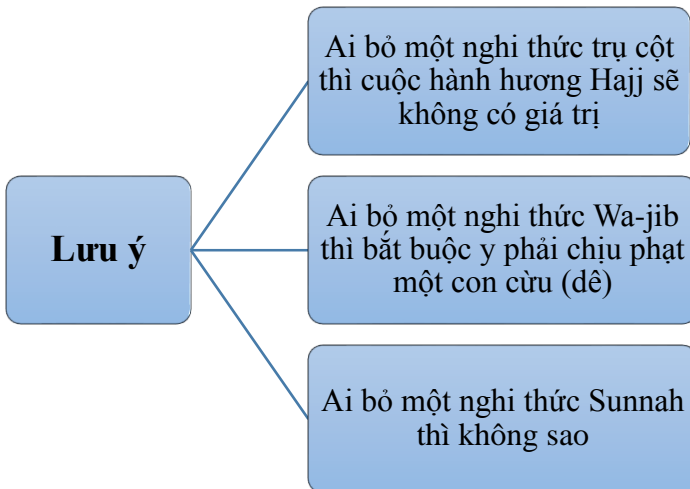 Lưu ý
Ai bỏ một nghi thức trụ cột
thì cuộc hành hương Hajj sẽ
không có giá trị
Ai bỏ một nghi thức Wa-jib
thì bắt buộc y phải chịu phạt
một con cừu (dê)
Ai bỏ một nghi thức Sunnah
thì không sao